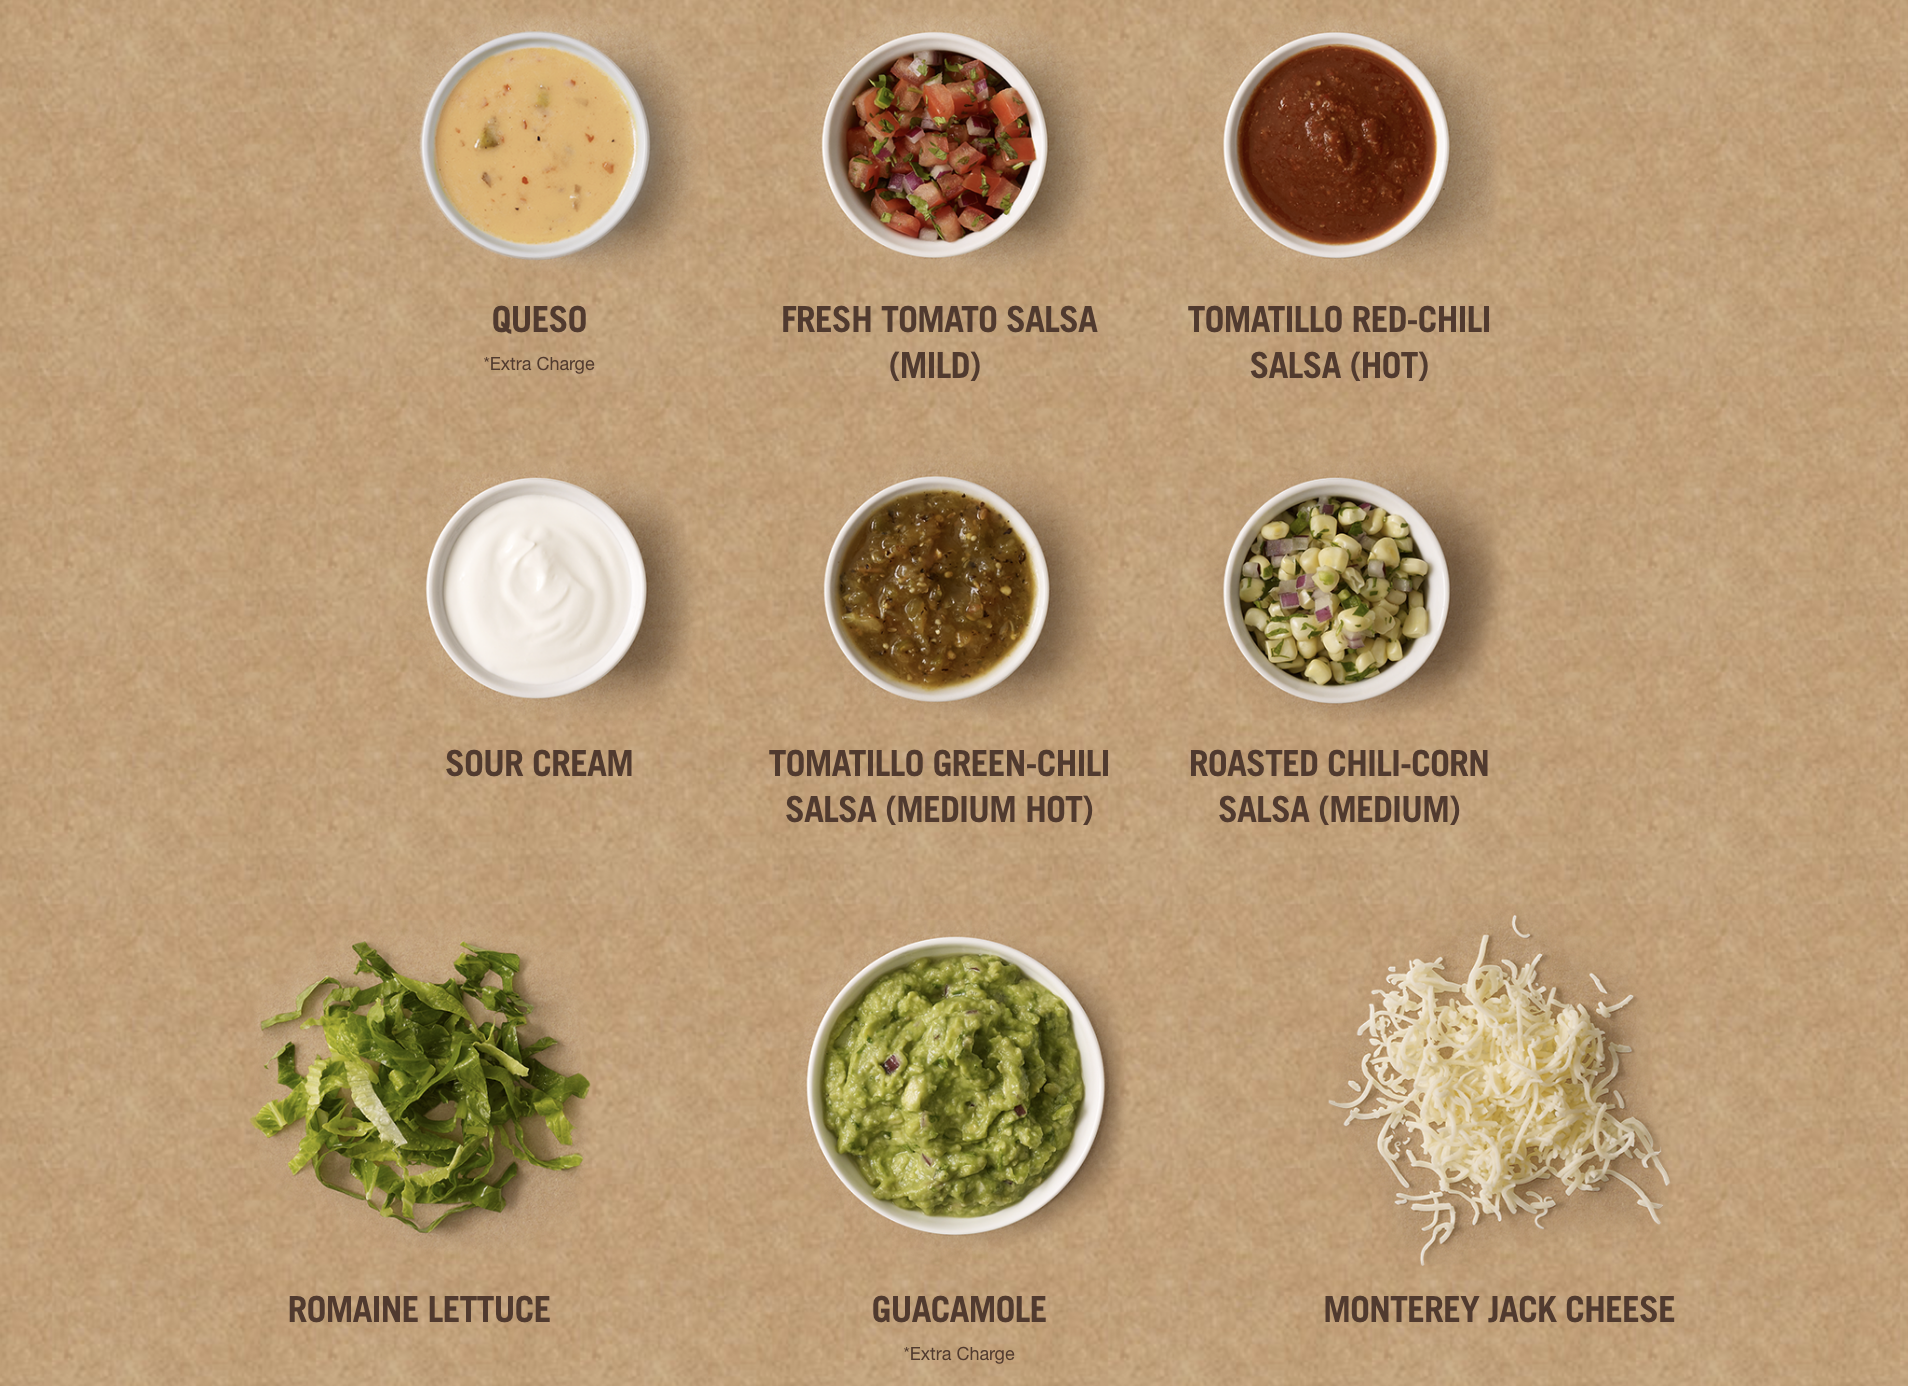 QUESO
*Extra Charge
FRESH TOMATO SALSA
(MILD)
TOMATILLO RED-CHILI
SALSA (HOT)
SOUR CREAM
TOMATILLO GREEN-CHILI
SALSA (MEDIUM HOT)
ROASTED CHILI-CORN
SALSA (MEDIUM)
ROMAINE LETTUCE
GUACAMOLE
*Extra Charge
MONTEREY JACK CHEESE